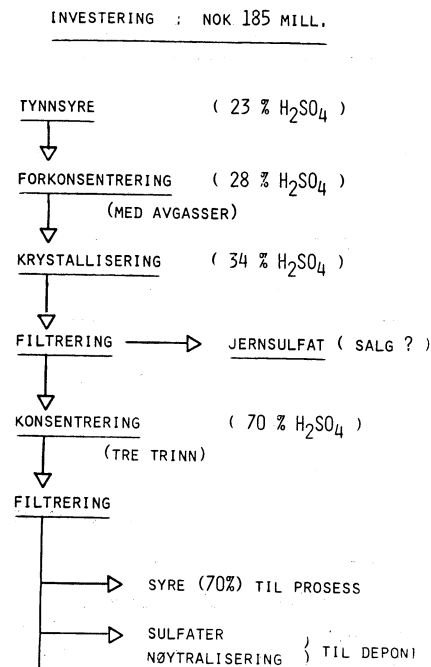 INVESTERING : NOK 185 MILL.
TYNNSYRE ( 23 % H₂SO₄ )
FORKONSENTRERING ( 28 % H₂SO₄ )
(MED AVGASSER)
KRYSTALLISERING ( 34 % H₂SO₄ )
FILTRERING JERNSULFAT ( SALG ? )
KONSENTRERING ( 70 % H₂SO₄ )
(TRE TRINN)
FILTRERING
SYRE (70%) TIL PROSESS
SULFATER
NØYTRALISERING } TIL DEPONI